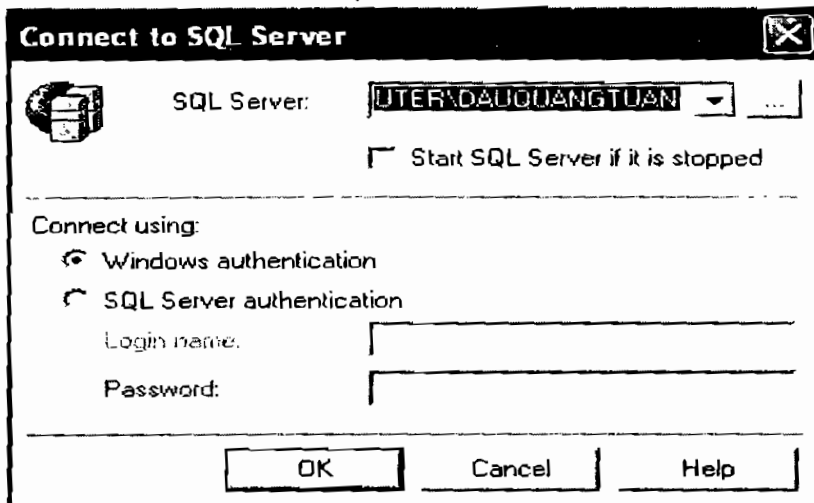 Connect to SQL Server
SQL Server: UTER\DAUQUANGTUAN ...
Start SQL Server if it is stopped
Connect using:
Windows authentication
SQL Server authentication
Login name:
Password:
OK Cancel Help